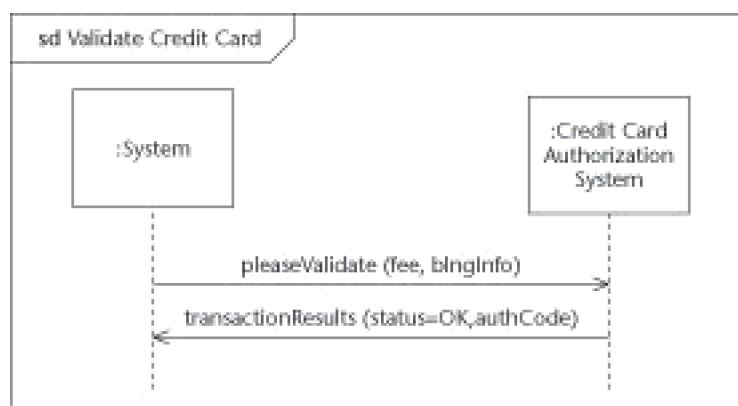 sd Validate Credit Card
:System
:Credit Card
Authorization
System
pleaseValidate (fee, blngInfo)
transactionResults (status=OK,authCode)